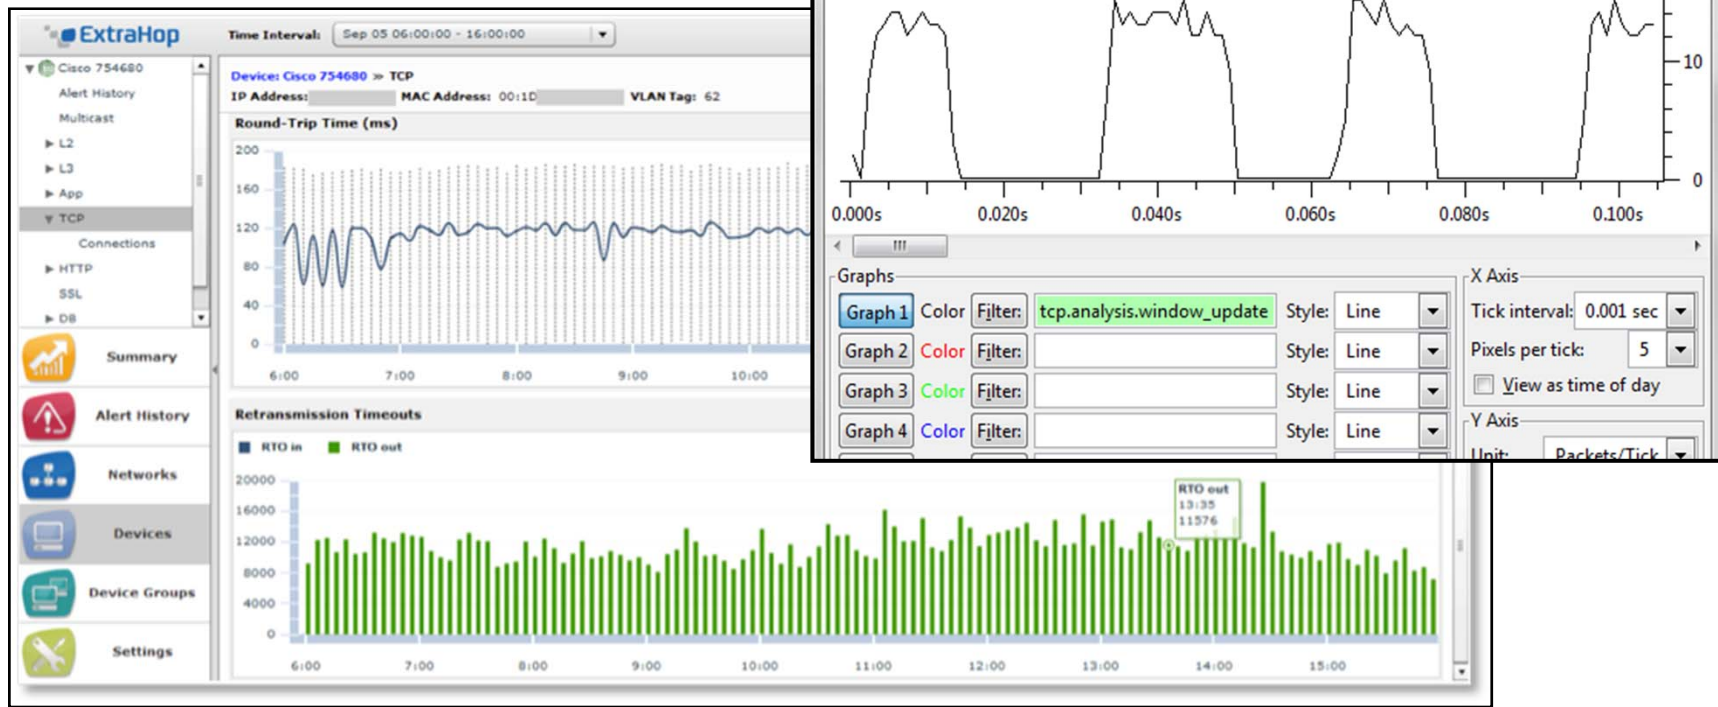 ExtraHop
Time Interval: Sep 05 06:00:00 - 16:00:00
Cisco 754680
Alert History
Multicast
L2
L3
App
TCP
Connections
HTTP
SSL
DB
Summary
Alert History
Networks
Devices
Device Groups
Settings
Device: Cisco 754680 » TCP
IP Address: MAC Address: 00:1D VLAN Tag: 62
Round-Trip Time (ms)
200
160
120
80
40
0
6:00 7:00 8:00 9:00 10:00
Retransmission Timeouts
RTO in RTO out
20000
16000
12000
8000
4000
0
RTO out
13:35
11576
6:00 7:00 8:00 9:00 10:00 11:00 12:00 13:00 14:00 15:00
10
0
0.000s 0.020s 0.040s 0.060s 0.080s 0.100s
Graphs
Graph 1 Color Filter: tcp.analysis.window_update Style: Line
Graph 2 Color Filter: Style: Line
Graph 3 Color Filter: Style: Line
Graph 4 Color Filter: Style: Line
X Axis
Tick interval: 0.001 sec
Pixels per tick: 5
View as time of day
Y Axis
Unit: Packets/Tick